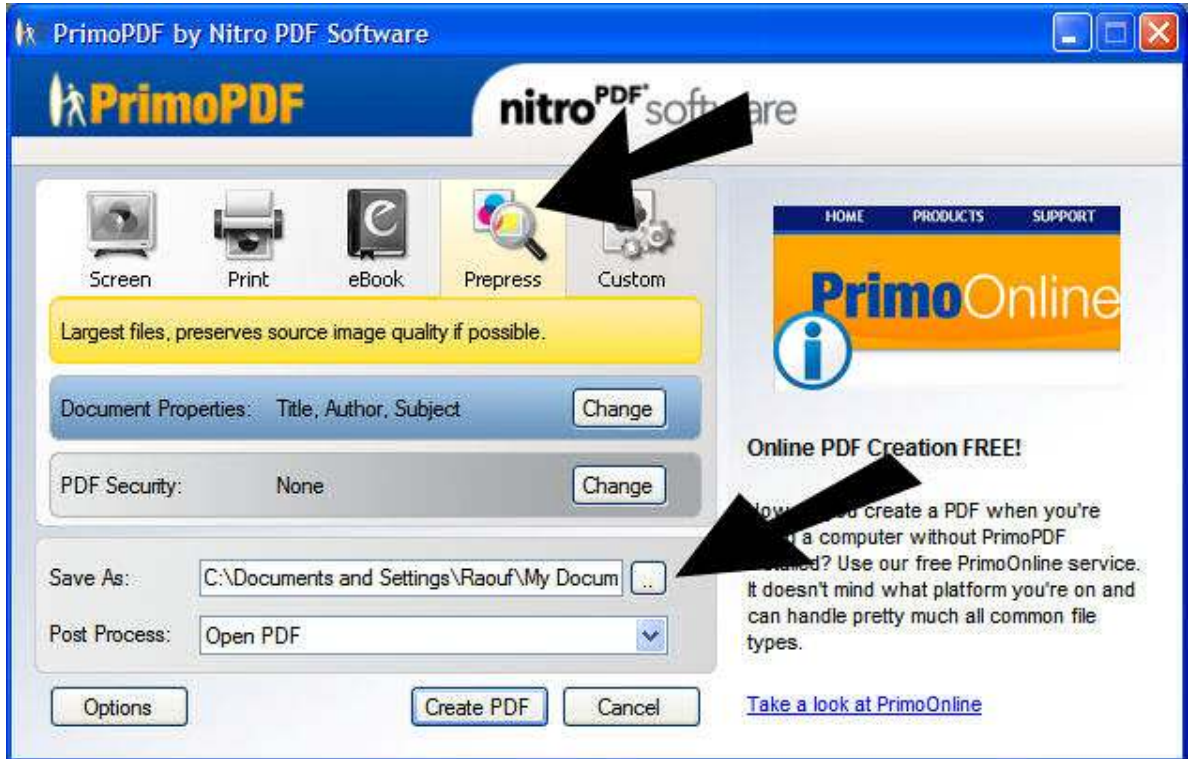 PrimoPDF by Nitro PDF Software
PrimoPDF
nitroPDF software
Screen
Print
eBook
Prepress
Custom
Largest files, preserves source image quality if possible.
Document Properties: Title, Author, Subject
Change
PDF Security: None
Change
Save As: C:\Documents and Settings\Raouf\My Docum ..
Post Process: Open PDF
Options
Create PDF
Cancel
HOME PRODUCTS SUPPORT
PrimoOnline
Online PDF Creation FREE!
you create a PDF when you're
a computer without PrimoPDF
Use our free PrimoOnline service.
It doesn't mind what platform you're on and
can handle pretty much all common file
types.
Take a look at PrimoOnline